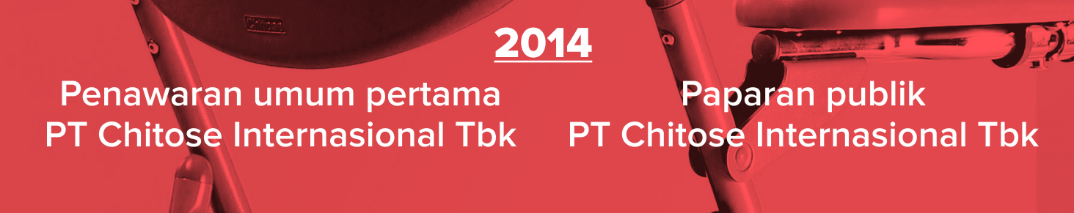 2014
Penawaran umum pertama
PT Chitose Internasional Tbk
Paparan publik
PT Chitose Internasional Tbk